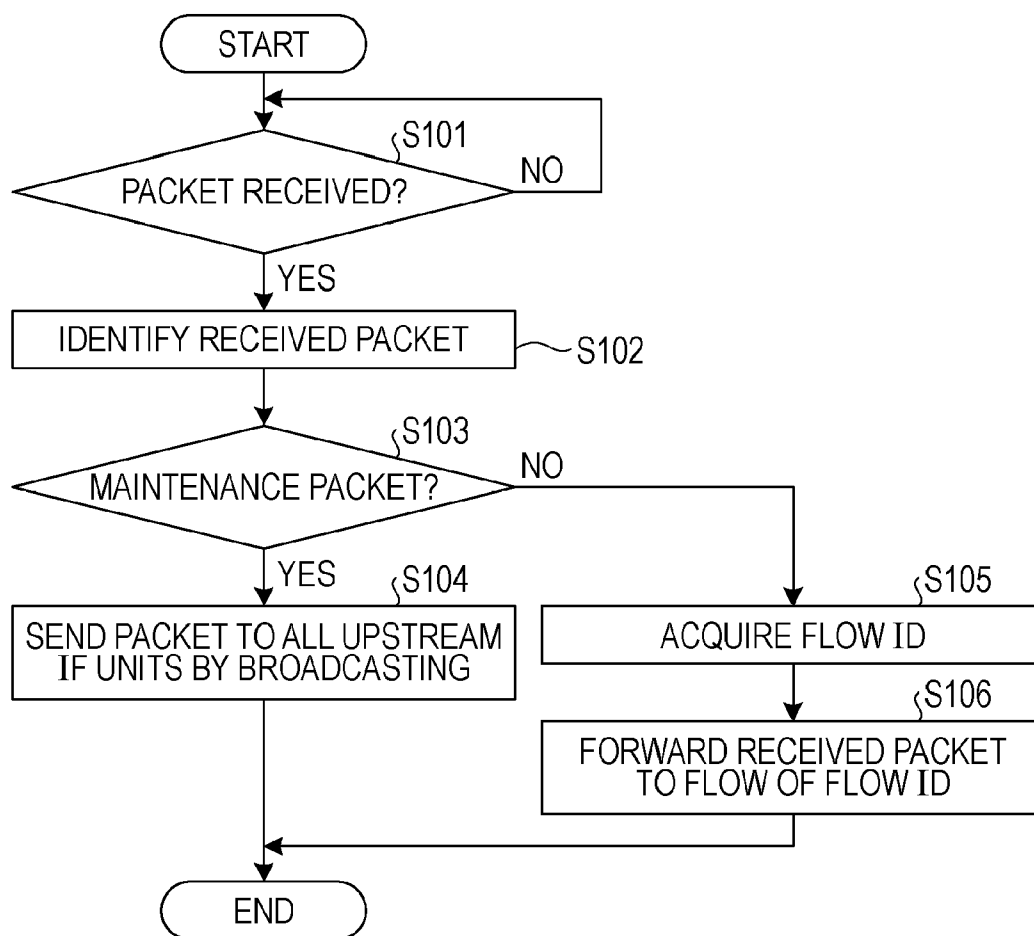 START
S101
PACKET RECEIVED?
NO
YES
IDENTIFY RECEIVED PACKET
S102
S103
MAINTENANCE PACKET?
NO
YES
S104
SEND PACKET TO ALL UPSTREAM
IF UNITS BY BROADCASTING
S105
ACQUIRE FLOW ID
S106
FORWARD RECEIVED PACKET
TO FLOW OF FLOW ID
END